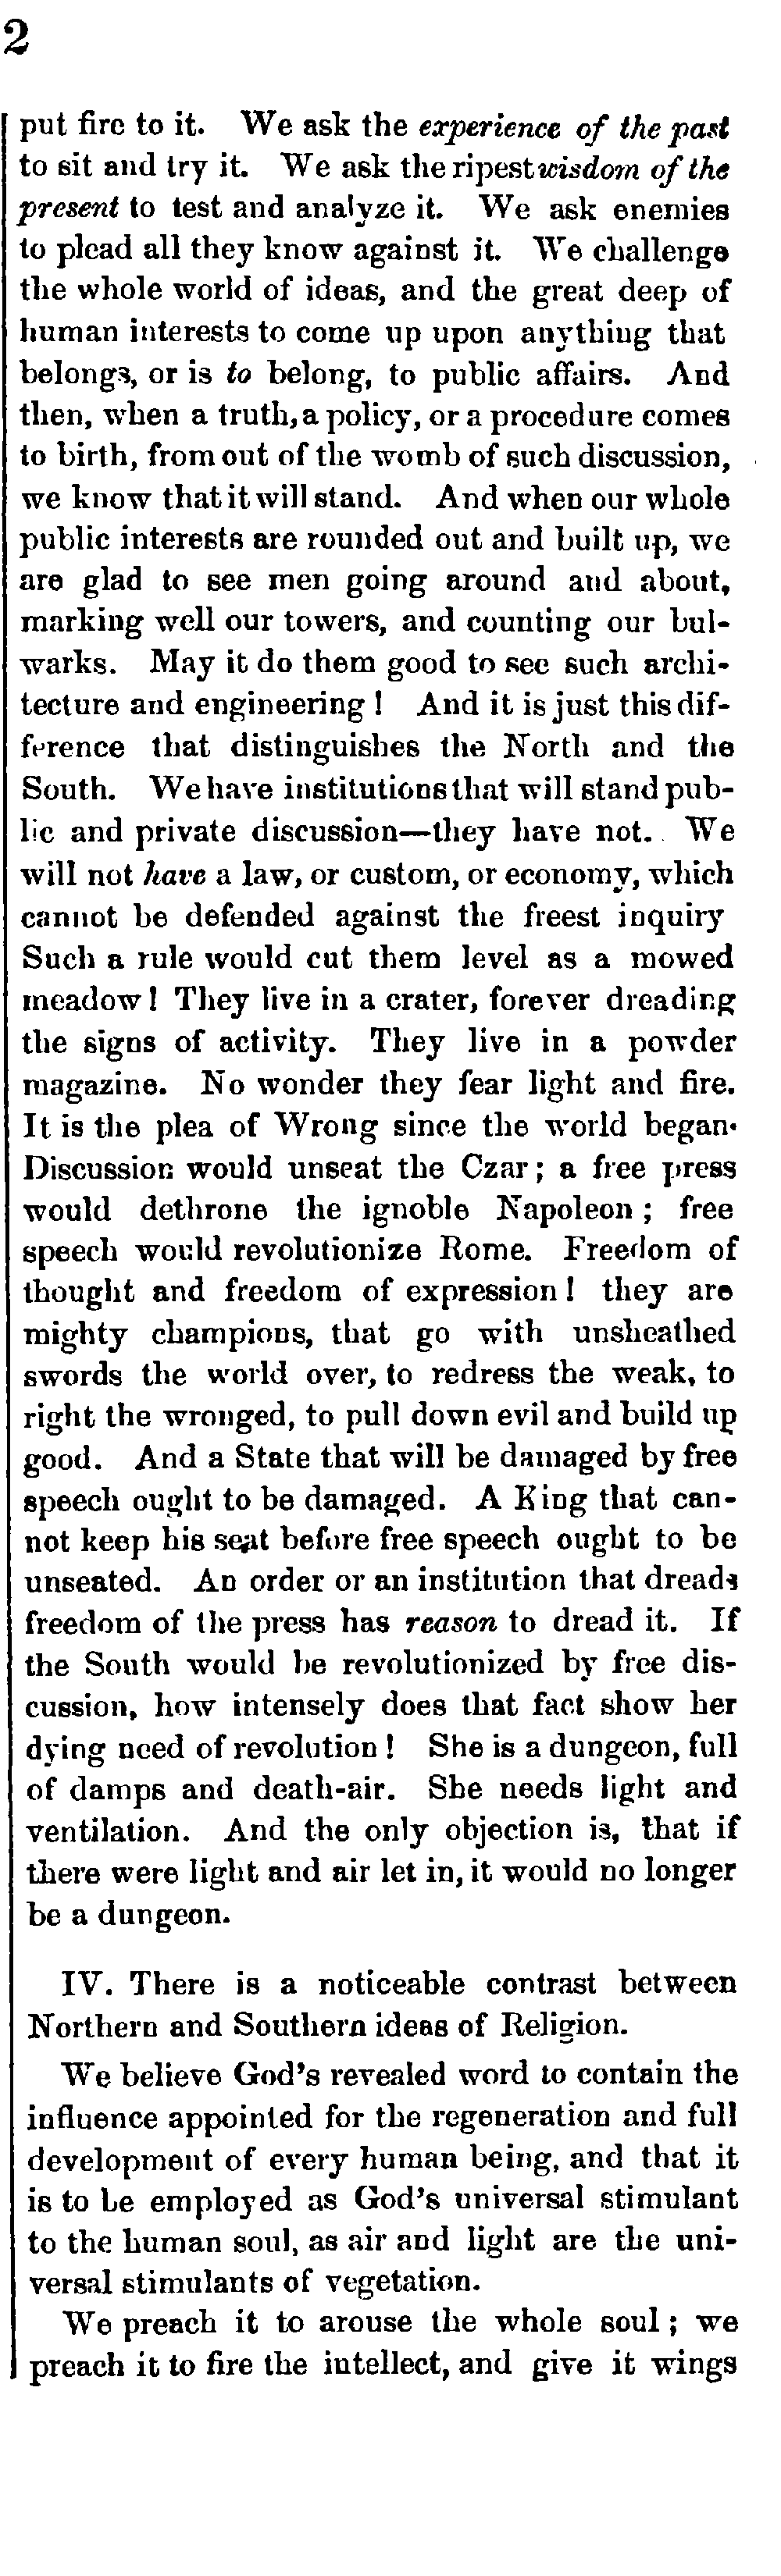 2
put fire to it. We ask the experience of the past
to sit and try it. We ask the ripest wisdom of the
present to test and analyze it. We ask enemies
to plead all they know against it. We challenge
the whole world of ideas, and the great deep of
human interests to come up upon anything that
belongs, or is to belong, to public affairs. And
then, when a truth, a policy, or a procedure comes
to birth, from out of the womb of such discussion,
we know that it will stand. And when our whole
public interests are rounded out and built up, we
are glad to see men going around and about,
marking well our towers, and counting our bul-
warks. May it do them good to see such archi-
tecture and engineering! And it is just this dif-
ference that distinguishes the North and the
South. We have institutions that will stand pub-
lic and private discussion—they have not. We
will not have a law, or custom, or economy, which
cannot be defended against the freest inquiry
Such a rule would cut them level as a mowed
meadow! They live in a crater, forever dreading
the signs of activity. They live in a powder
magazine. No wonder they fear light and fire.
It is the plea of Wrong since the world began.
Discussion would unseat the Czar; a free press
would dethrone the ignoble Napoleon; free
speech would revolutionize Rome. Freedom of
thought and freedom of expression! they are
mighty champions, that go with unsheathed
swords the world over, to redress the weak, to
right the wronged, to pull down evil and build up
good. And a State that will be damaged by free
speech ought to be damaged. A King that can-
not keep his seat before free speech ought to be
unseated. An order or an institution that dreads
freedom of the press has reason to dread it. If
the South would be revolutionized by free dis-
cussion, how intensely does that fact show her
dying need of revolution! She is a dungeon, full
of damps and death-air. She needs light and
ventilation. And the only objection is, that if
there were light and air let in, it would no longer
be a dungeon.
IV. There is a noticeable contrast between
Northern and Southern ideas of Religion.
We believe God's revealed word to contain the
influence appointed for the regeneration and full
development of every human being, and that it
is to be employed as God's universal stimulant
to the human soul, as air and light are the uni-
versal stimulants of vegetation.
We preach it to arouse the whole soul; we
preach it to fire the intellect, and give it wings